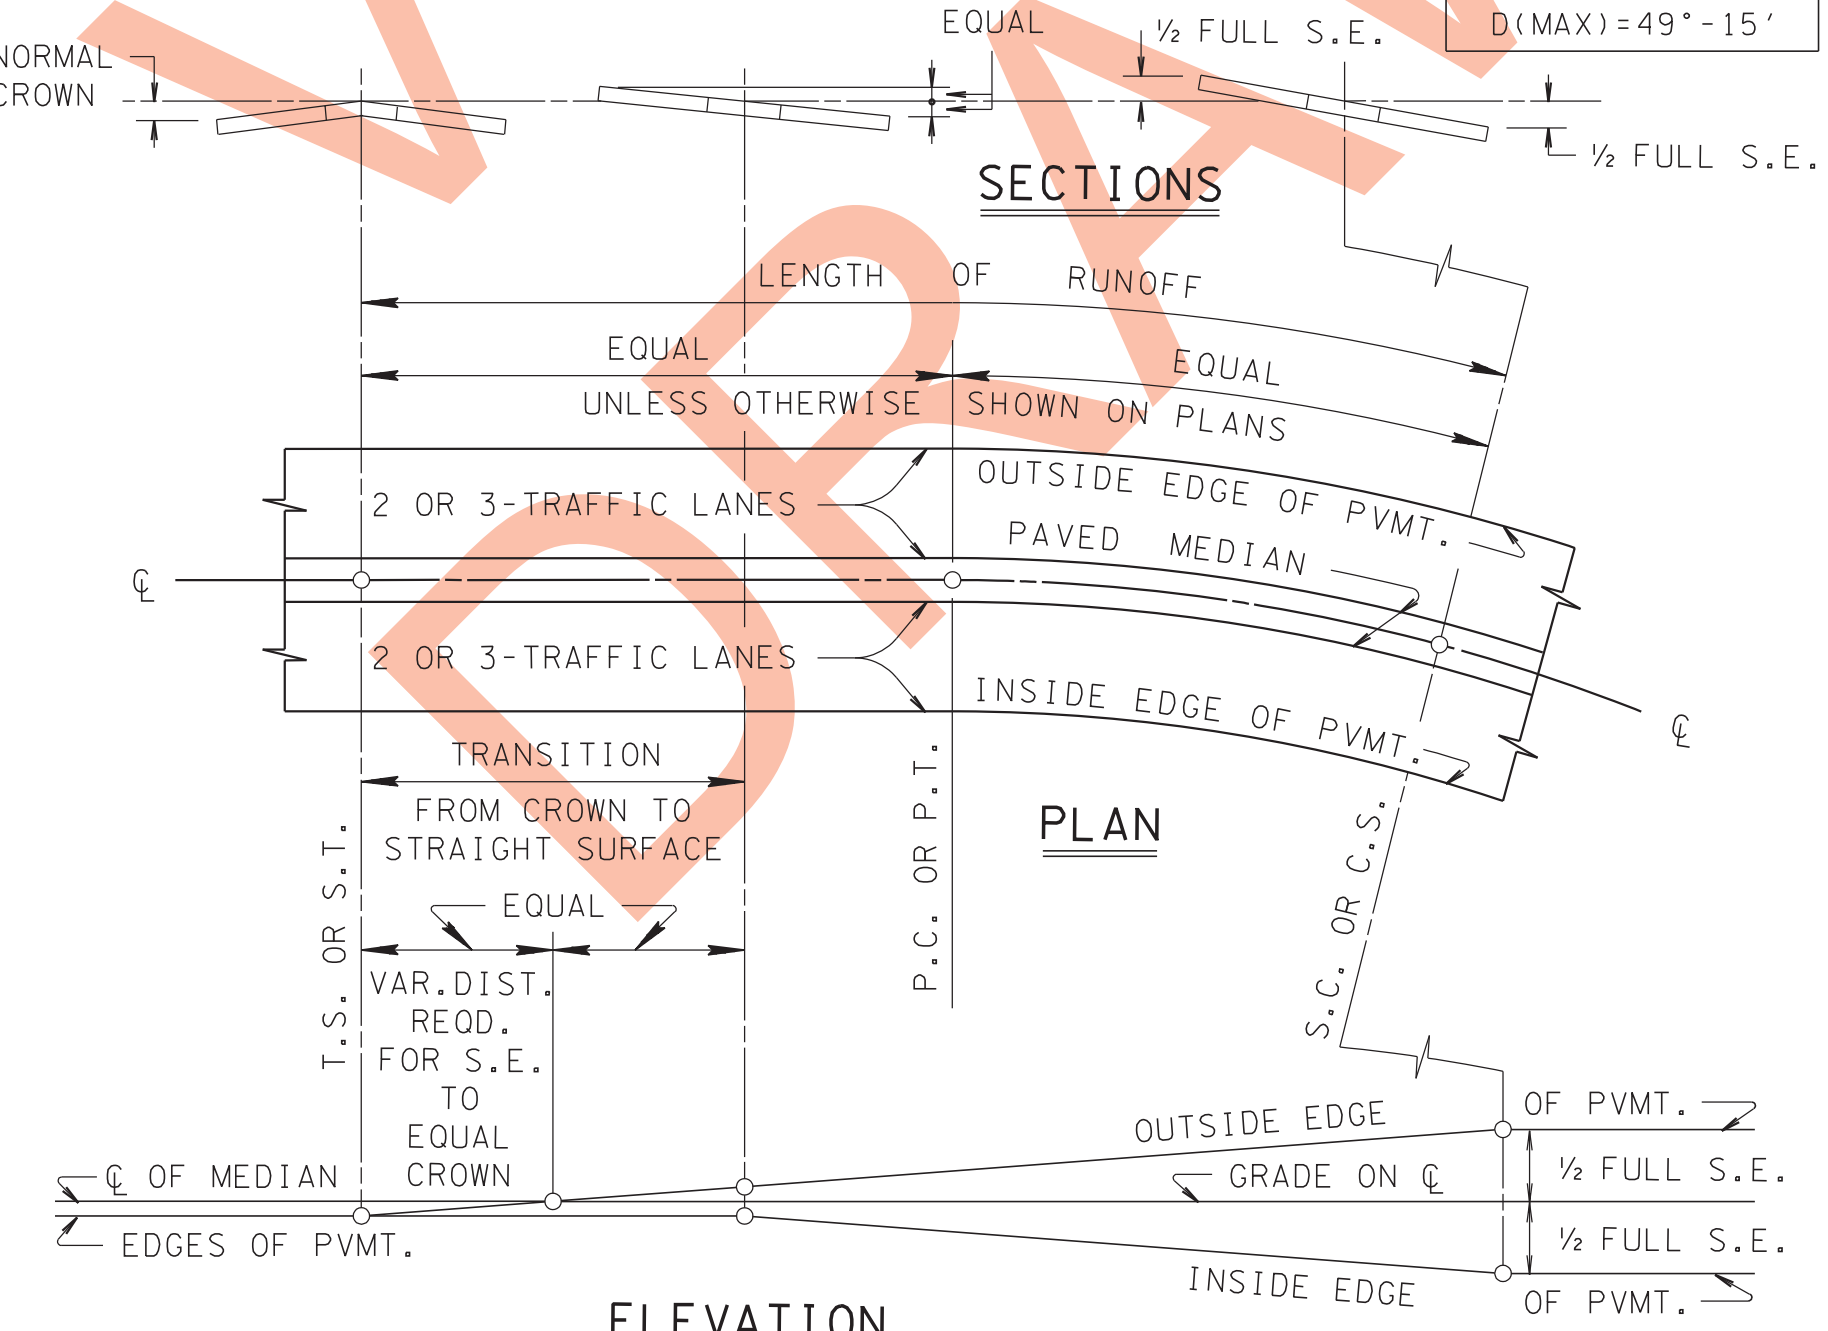 NORMAL
CROWN
EQUAL
½ FULL S.E.
D(MAX)=49°-15′
½ FULL S.E.
SECTIONS
LENGTH OF RUNOFF
EQUAL
EQUAL
UNLESS OTHERWISE SHOWN ON PLANS
2 OR 3-TRAFFIC LANES
OUTSIDE EDGE OF PVMT.
PAVED MEDIAN
℄
2 OR 3-TRAFFIC LANES
INSIDE EDGE OF PVMT.
℄
TRANSITION
FROM CROWN TO
STRAIGHT SURFACE
PLAN
T.S. OR S.T.
P.C. OR P.T.
S.C. OR C.S.
EQUAL
VAR.DIST.
REQD.
FOR S.E.
TO
EQUAL
CROWN
OUTSIDE EDGE
OF PVMT.
℄ OF MEDIAN
GRADE ON ℄
½ FULL S.E.
EDGES OF PVMT.
½ FULL S.E.
INSIDE EDGE
OF PVMT.
ELEVATION